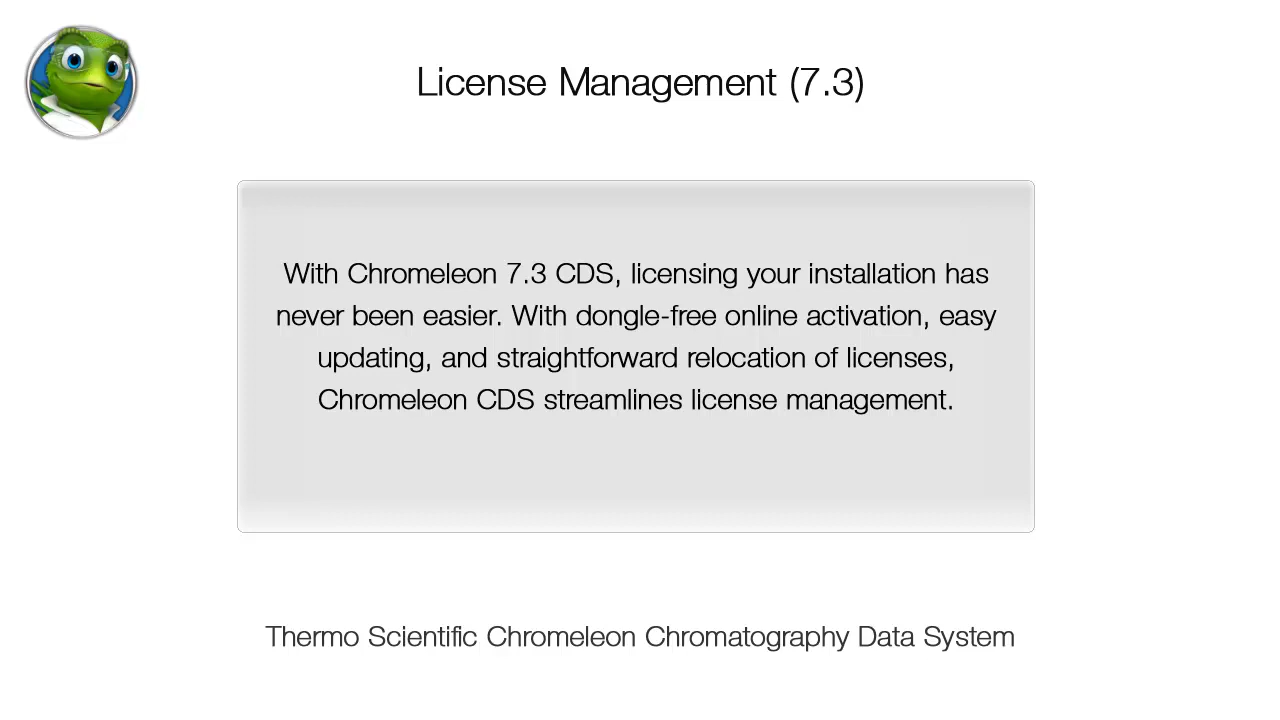 License Management (7.3)
With Chromeleon 7.3 CDS, licensing your installation has
never been easier. With dongle-free online activation, easy
updating, and straightforward relocation of licenses,
Chromeleon CDS streamlines license management.
Thermo Scientific Chromeleon Chromatography Data System